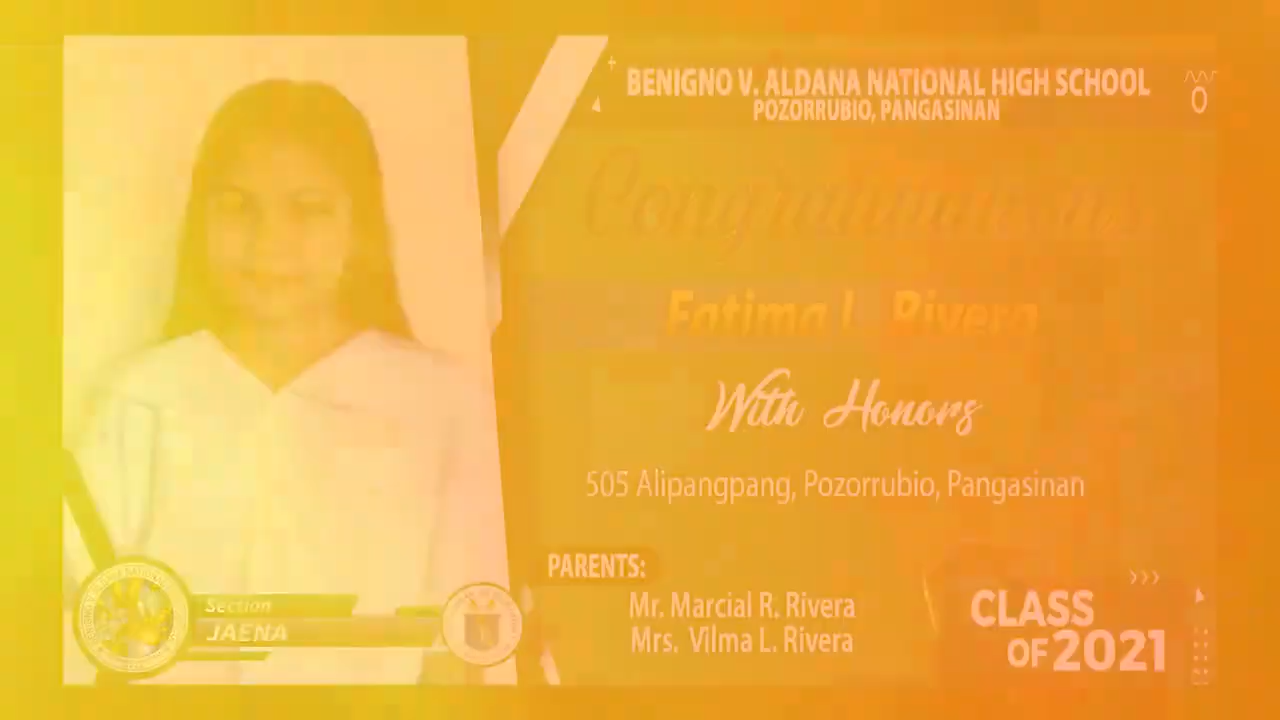 BENIGNO V. ALDANA NATIONAL HIGH SCHOOL
POZORRUBIO, PANGASINAN
Congratulations
Fatima L. Rivera
With Honors
505 Alipangpang, Pozorrubio, Pangasinan
PARENTS:
Mr. Marcial R. Rivera
Mrs. Vilma L. Rivera
Section
JAENA
CLASS
OF 2021